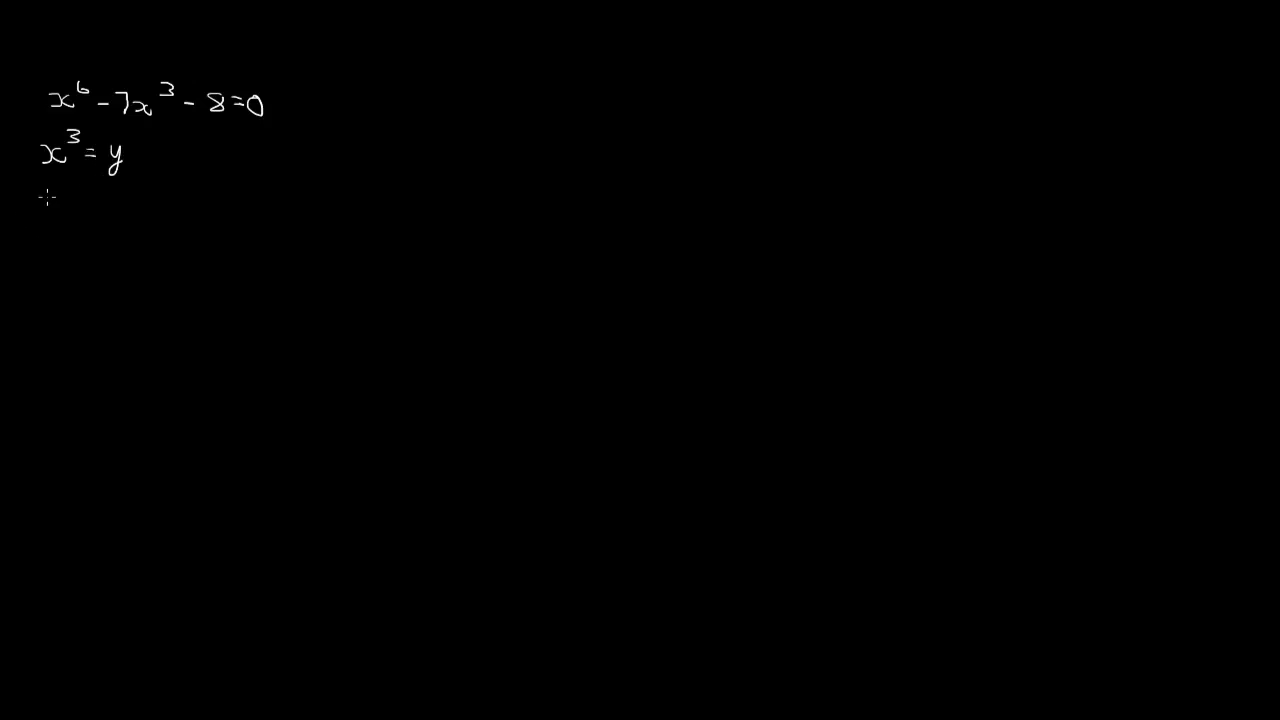 x⁶ - 7x³ - 8 = 0
x³ = y